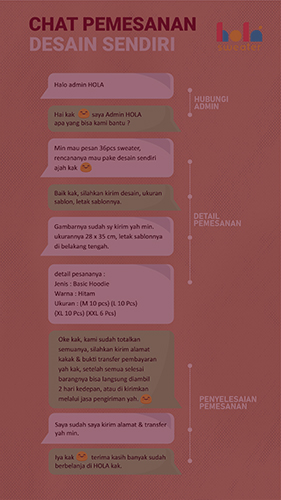 CHAT PEMESANAN
DESAIN SENDIRI
hola
sweater
Halo admin HOLA
HUBUNGI
ADMIN
Hai kak saya Admin HOLA
apa yang bisa kami bantu ?
Min mau pesan 36pcs sweater,
rencananya mau pake desain sendiri
ajah kak
Baik kak, silahkan kirim desain, ukuran
sablon, letak sablonnya.
Gambarnya sudah sy kirim yah min.
ukurannya 28 x 35 cm, letak sablonnya
di belakang tengah.
DETAIL
PEMESANAN
detail pesananya :
Jenis : Basic Hoodie
Warna : Hitam
Ukuran : (M 10 pcs) (L 10 Pcs)
(XL 10 Pcs) (XXL 6 Pcs)
Oke kak, kami sudah totalkan
semuanya, silahkan kirim alamat
kakak & bukti transfer pembayaran
yah kak, setelah semua selesai
barangnya bisa langsung diambil
2 hari kedepan, atau di kirimkan
melalui jasa pengiriman yah.
PENYELESAIAN
PEMESANAN
Saya sudah saya kirim alamat & transfer
yah min.
Iya kak terima kasih banyak sudah
berbelanja di HOLA kak.